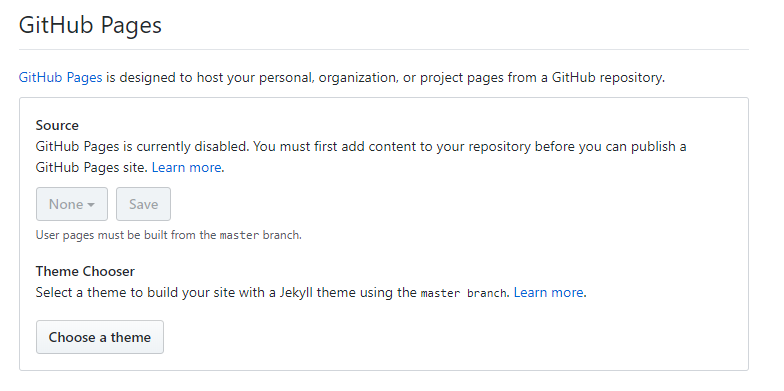 GitHub Pages
GitHub Pages is designed to host your personal, organization, or project pages from a GitHub repository.
Source
GitHub Pages is currently disabled. You must first add content to your repository before you can publish a
GitHub Pages site. Learn more.
None Save
User pages must be built from the master branch.
Theme Chooser
Select a theme to build your site with a Jekyll theme using the master branch. Learn more.
Choose a theme